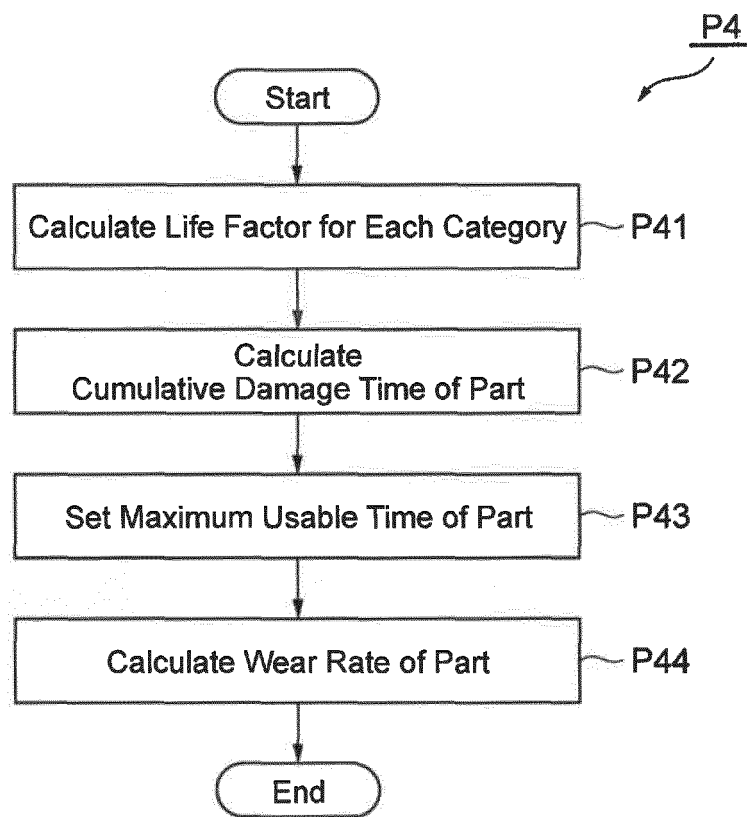 P4
Start
Calculate Life Factor for Each Category
P41
Calculate
Cumulative Damage Time of Part
P42
Set Maximum Usable Time of Part
P43
Calculate Wear Rate of Part
P44
End